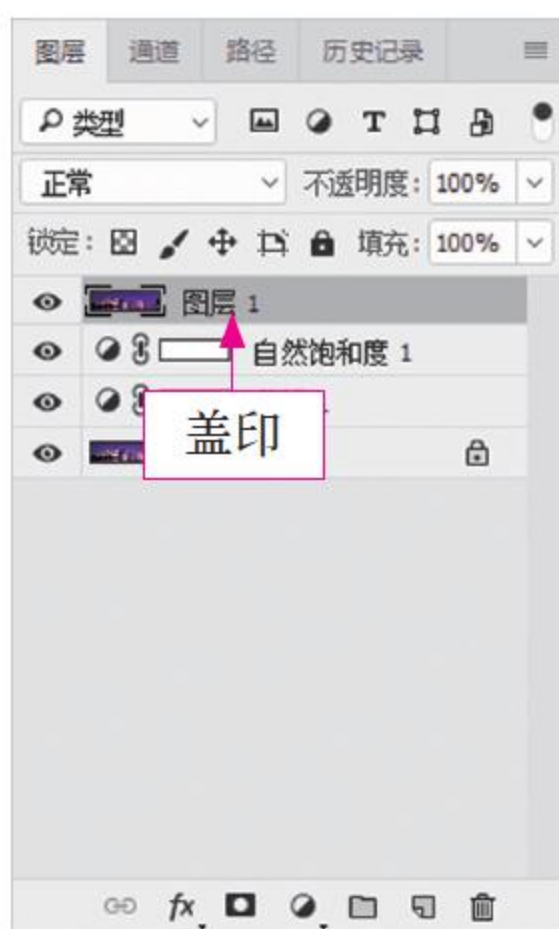 图层 通道 路径 历史记录
类型 T
正常 不透明度: 100%
锁定: 填充: 100%
图层 1
自然饱和度 1
盖印
fx